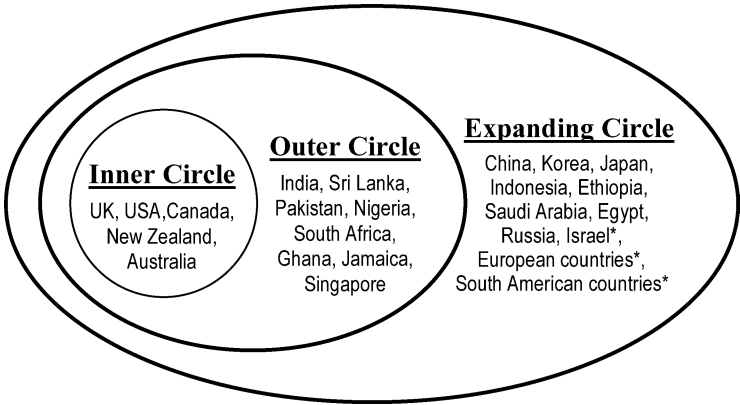 Inner Circle
UK, USA,Canada,
New Zealand,
Australia
Outer Circle
India, Sri Lanka,
Pakistan, Nigeria,
South Africa,
Ghana, Jamaica,
Singapore
Expanding Circle
China, Korea, Japan,
Indonesia, Ethiopia,
Saudi Arabia, Egypt,
Russia, Israel*,
European countries*,
South American countries*